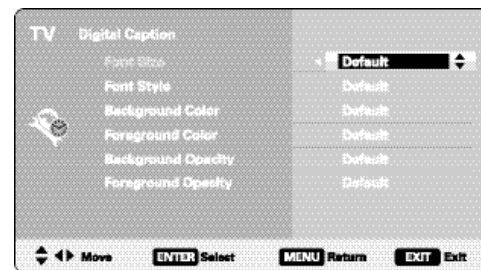 TV Digital Caption
Font Size Default
Font Style Default
Background Color Default
Foreground Color Default
Background Opacity Default
Foreground Opacity Default
Move ENTER Select MENU Return EXIT Exit